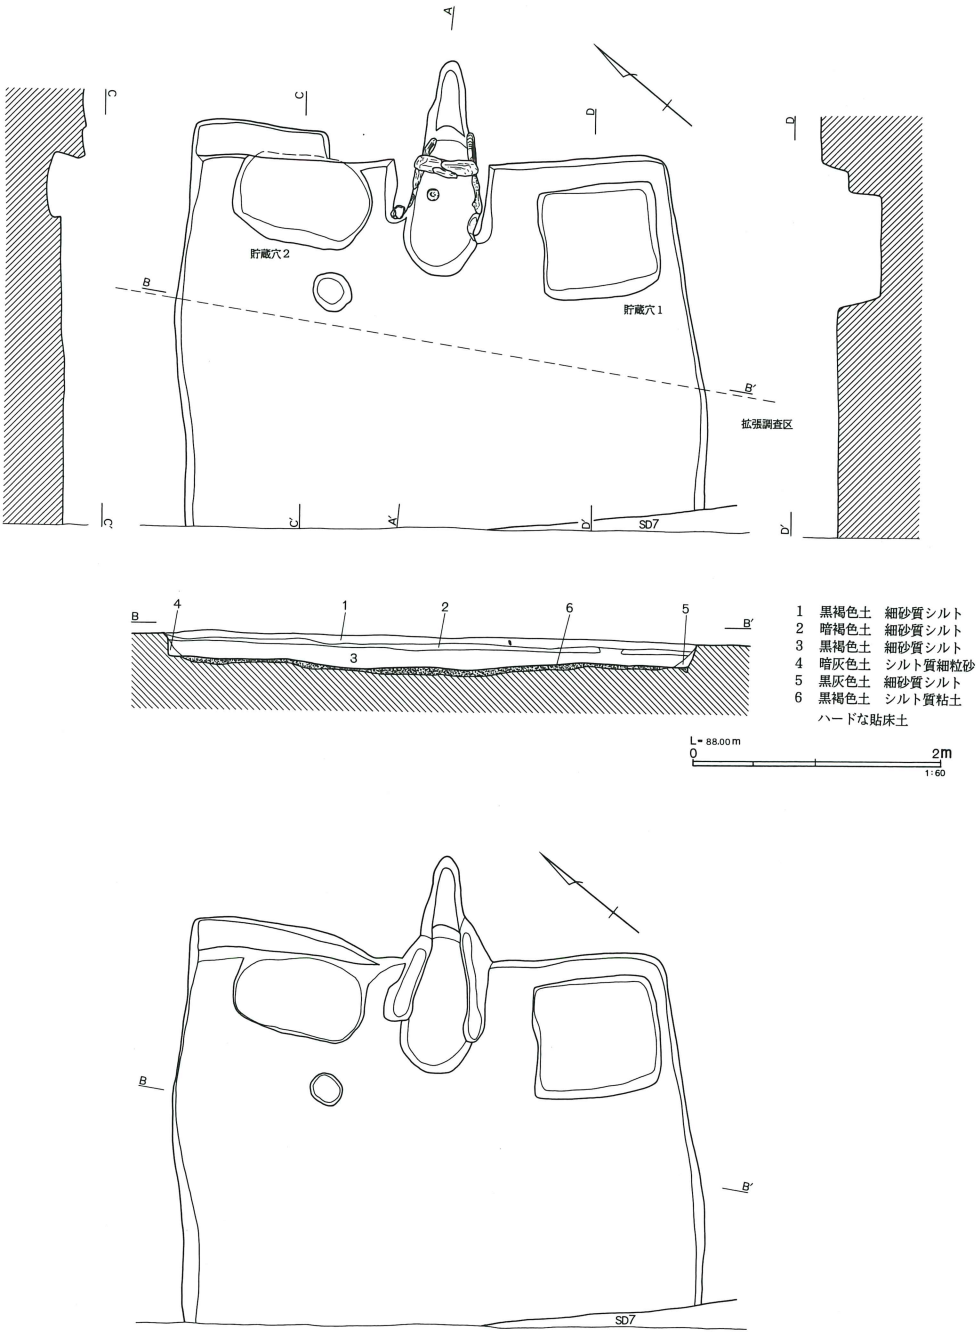 A
C
C
D
D
貯蔵穴2
貯蔵穴1
B
B′
拡張調査区
C′
C′
A′
D′
SD7
D′
B
4
1
2
6
5
B′
3
1 黒褐色土 細砂質シルト
2 暗褐色土 細砂質シルト
3 黒褐色土 細砂質シルト
4 暗灰色土 シルト質細粒砂
5 黒灰色土 細砂質シルト
6 黒褐色土 シルト質粘土
ハードな貼床土
L= 88.00m
0 2m
1:60
B
B′
SD7